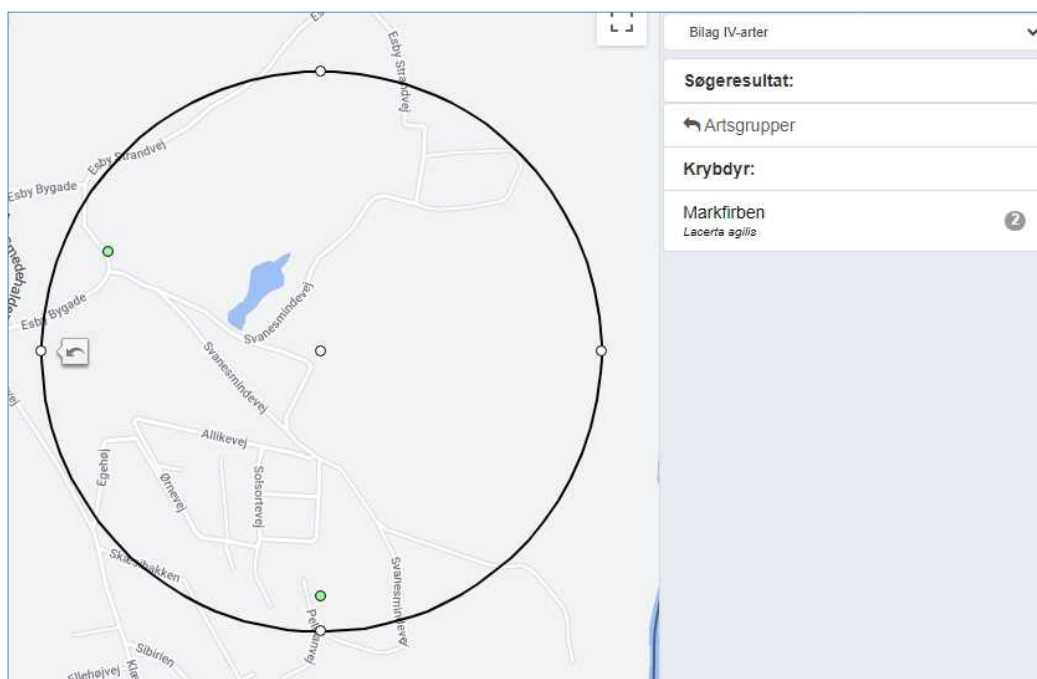 Bilag IV-arter
Søgeresultat:
Artsgrupper
Krybdyr:
Markfirben
Lacerta agilis
2
Esby Strandvej
Esby Strandvej
Esby Bygade
Esby Bygade
Svanesmindevej
Svanesmindevej
Allikevej
Egehøj
Ørnevej
Solsortevej
Svanesmindevej
Sibirien
Ellehøjvej